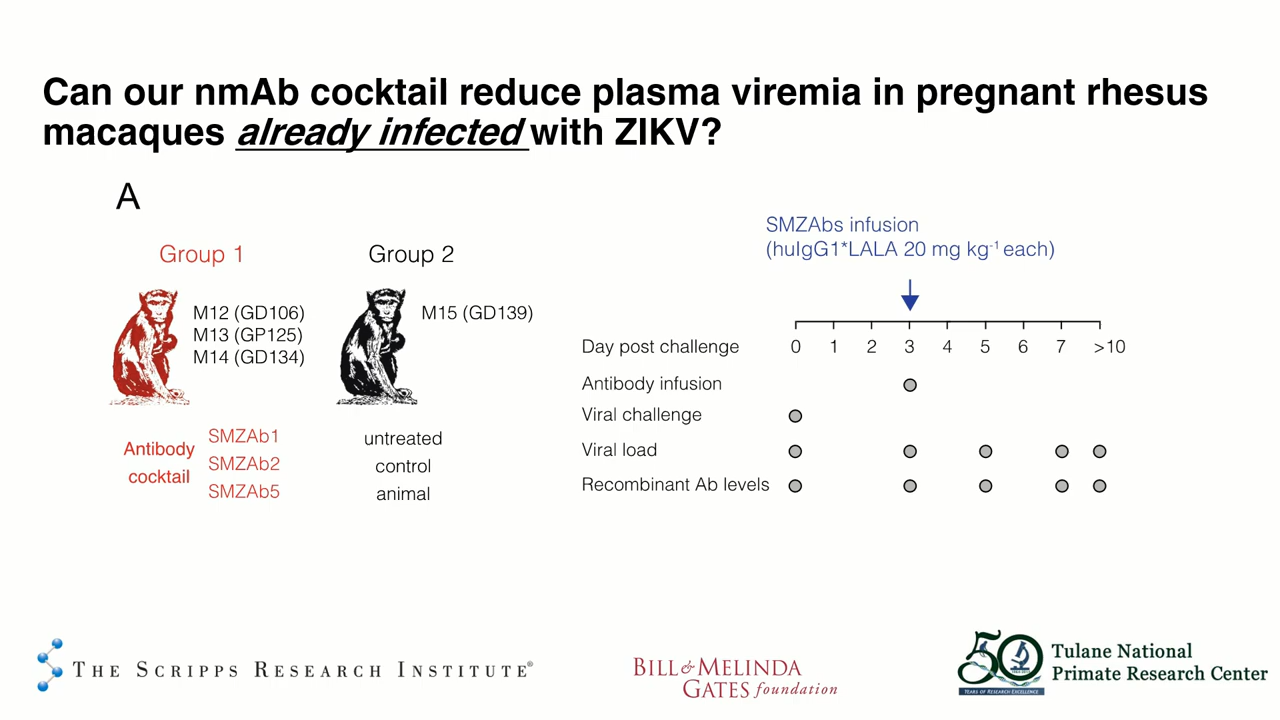 Can our nmAb cocktail reduce plasma viremia in pregnant rhesus
macaques already infected with ZIKV?
A
Group 1
M12 (GD106)
M13 (GP125)
M14 (GD134)
Antibody
cocktail
SMZAb1
SMZAb2
SMZAb5
Group 2
M15 (GD139)
untreated
control
animal
SMZAbs infusion
(huIgG1*LALA 20 mg kg⁻¹ each)
Day post challenge 0 1 2 3 4 5 6 7 >10
Antibody infusion
Viral challenge
Viral load
Recombinant Ab levels
THE SCRIPPS RESEARCH INSTITUTE®
BILL & MELINDA
GATES foundation
50
YEARS OF RESEARCH EXCELLENCE
Tulane National
Primate Research Center